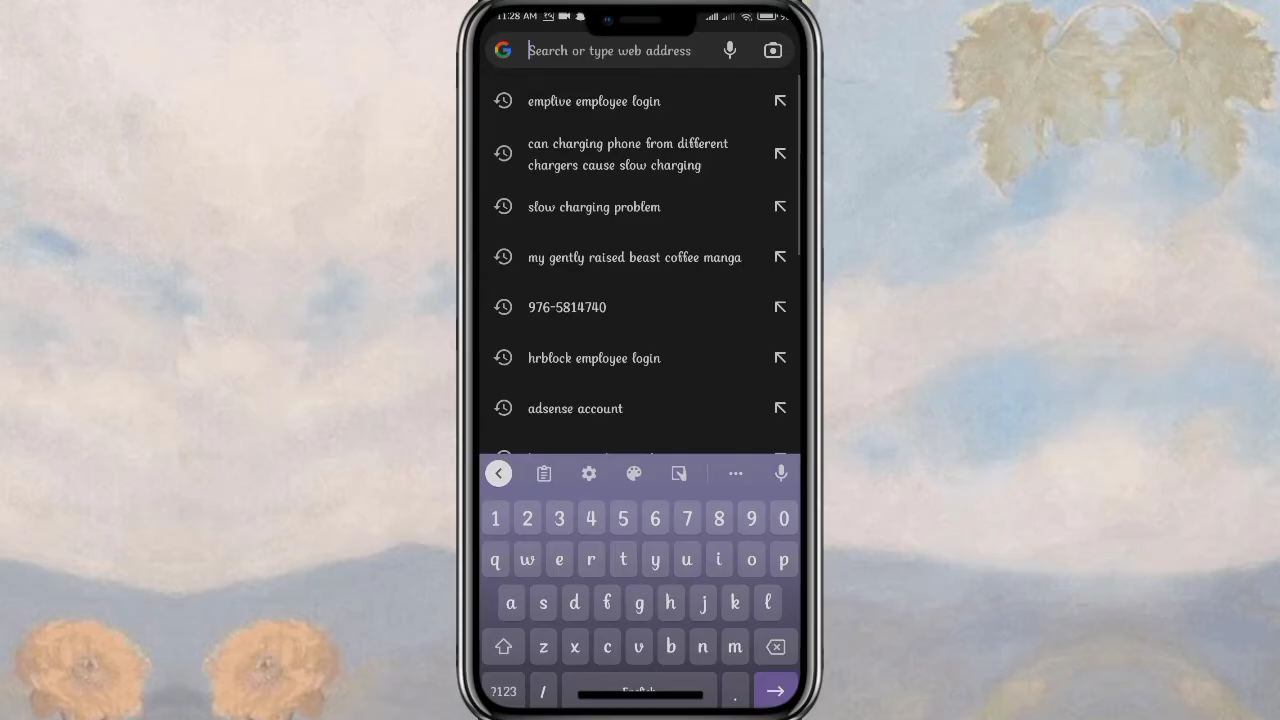 11:28 AM
Search or type web address
emplive employee login
can charging phone from different
chargers cause slow charging
slow charging problem
my gently raised beast coffee manga
976-5814740
hrblock employee login
adsense account
1 2 3 4 5 6 7 8 9 0
q w e r t y u i o p
a s d f g h j k l
z x c v b n m
?123 / English .